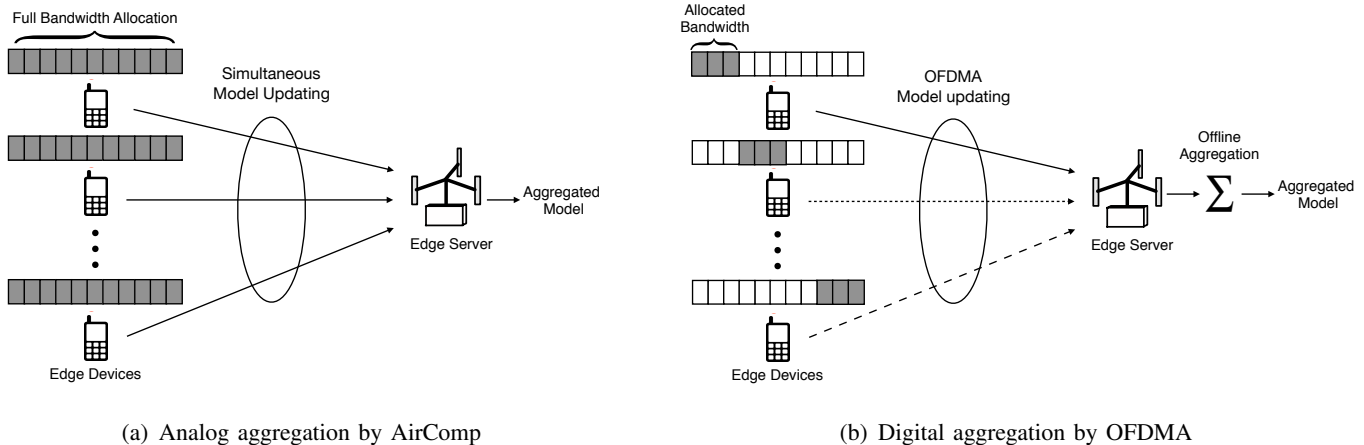 Full Bandwidth Allocation
Simultaneous
Model Updating
Aggregated
Model
Edge Server
Edge Devices
(a) Analog aggregation by AirComp
Allocated
Bandwidth
OFDMA
Model updating
Offline
Aggregation
Σ
Aggregated
Model
Edge Server
Edge Devices
(b) Digital aggregation by OFDMA